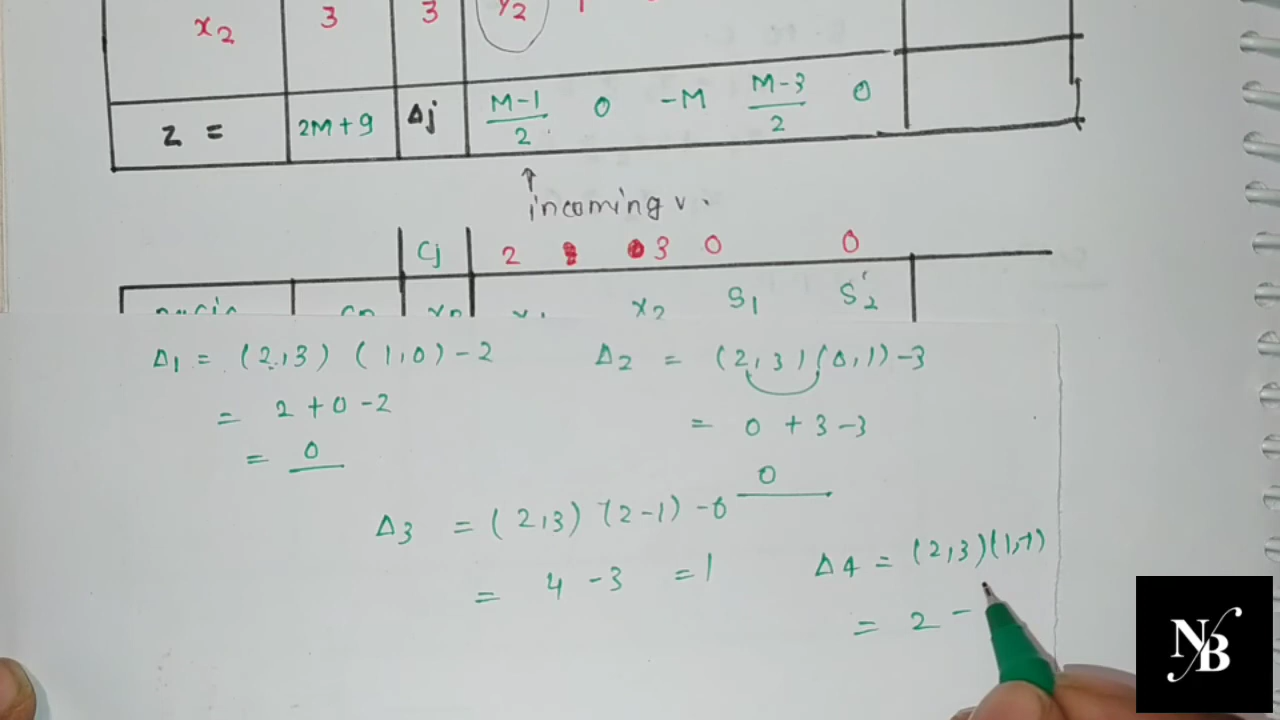 x2 3 3 1/2 1
Z = 2M+9 Δj M-1/2 0 -M M-3/2 0
↑
incoming v.
Cj 2 3 0 0
x2 S1 S2
Δ1 = (2,3) (1,0) -2
= 2+0-2
= 0
Δ2 = (2,3) (0,1) -3
= 0 + 3 -3
0
Δ3 = (2,3) (2-1) -0
= 4 -3 =1
Δ4 = (2,3)(1,-1)
= 2 -
NB